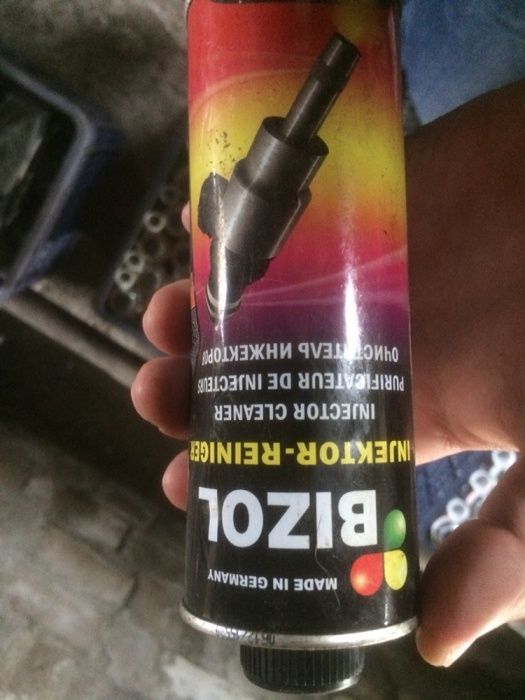 MADE IN GERMANY
BIZOL
INJEKTOR-REINIGER
INJECTOR CLEANER
PURIFICATEUR DE INJECTEURS
ОЧИСТИТЕЛЬ ИНЖЕКТОРОВ